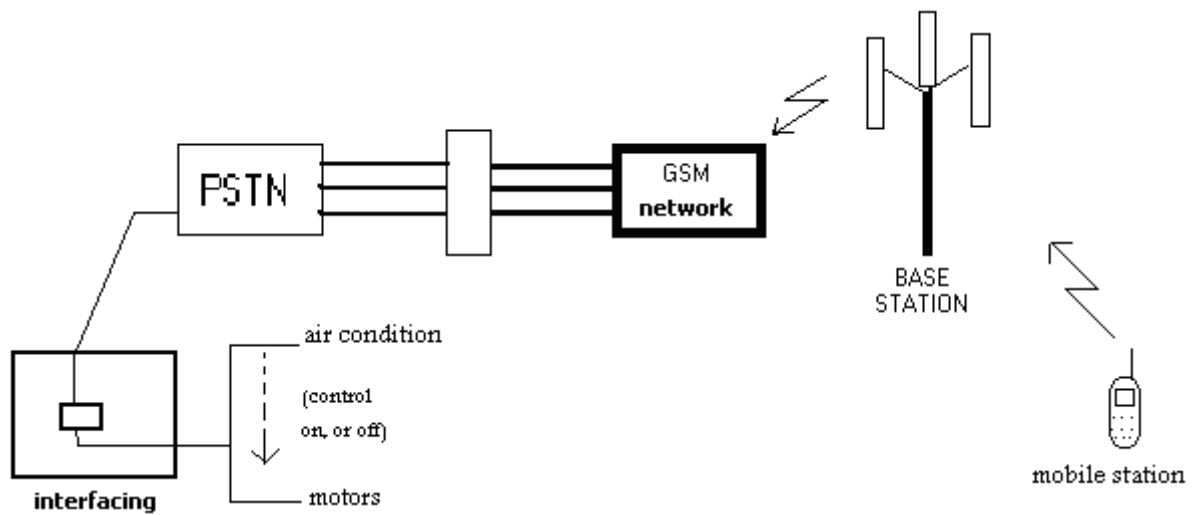 PSTN
GSM
network
BASE
STATION
air condition
(control
on, or off)
motors
interfacing
mobile station